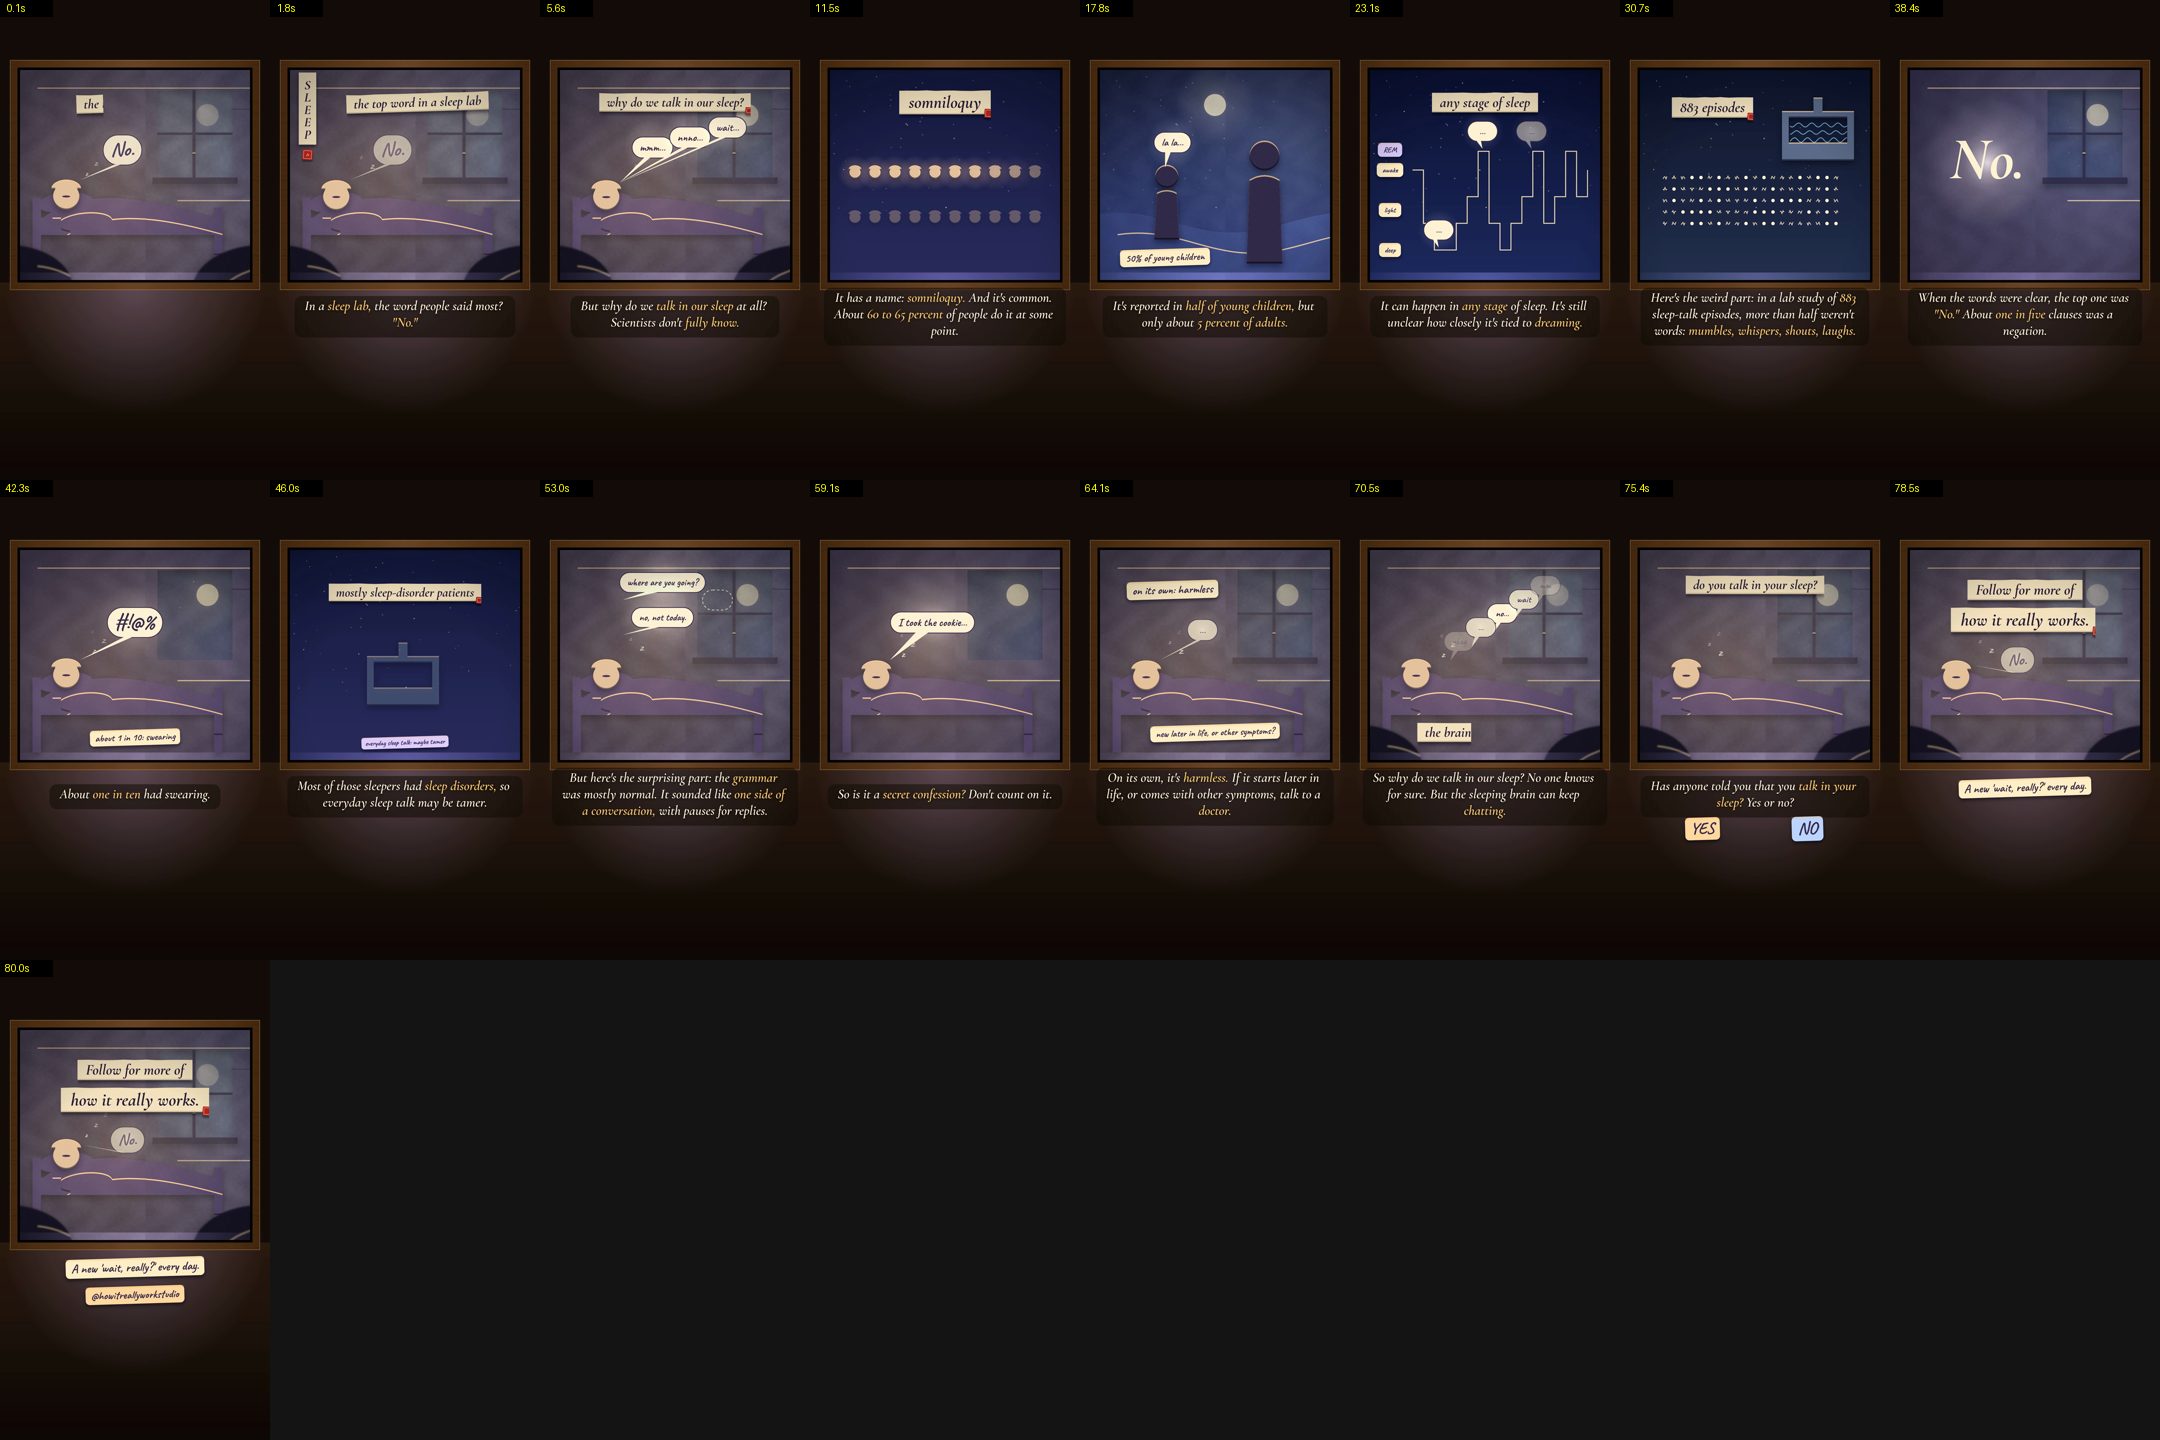 0.1s
the
No.
1.8s
SLEEP
the top word in a sleep lab
No.
In a sleep lab, the word people said most?
"No."
5.6s
why do we talk in our sleep?
mmm...
nnno...
wait...
But why do we talk in our sleep at all?
Scientists don't fully know.
11.5s
somniloquy
It has a name: somniloquy. And it's common.
About 60 to 65 percent of people do it at some
point.
17.8s
la la...
50% of young children
It's reported in half of young children, but
only about 5 percent of adults.
23.1s
any stage of sleep
...
...
REM
awake
light
...
deep
It can happen in any stage of sleep. It's still
unclear how closely it's tied to dreaming.
30.7s
883 episodes
Here's the weird part: in a lab study of 883
sleep-talk episodes, more than half weren't
words: mumbles, whispers, shouts, laughs.
38.4s
No.
When the words were clear, the top one was
"No." About one in five clauses was a
negation.
42.3s
#!@%
about 1 in 10: swearing
About one in ten had swearing.
46.0s
mostly sleep-disorder patients
everyday sleep talk: maybe tamer
Most of those sleepers had sleep disorders, so
everyday sleep talk may be tamer.
53.0s
where are you going?
no, not today.
z
But here's the surprising part: the grammar
was mostly normal. It sounded like one side of
a conversation, with pauses for replies.
59.1s
I took the cookie...
z
So is it a secret confession? Don't count on it.
64.1s
on its own: harmless
...
z
new later in life, or other symptoms?
On its own, it's harmless. If it starts later in
life, or comes with other symptoms, talk to a
doctor.
70.5s
wait
no...
...
z
the brain
So why do we talk in our sleep? No one knows
for sure. But the sleeping brain can keep
chatting.
75.4s
do you talk in your sleep?
z
Has anyone told you that you talk in your
sleep? Yes or no?
YES
NO
78.5s
Follow for more of
how it really works.
z
No.
A new 'wait, really?' every day.
80.0s
Follow for more of
how it really works.
z
No.
A new 'wait, really?' every day.
@howitreallyworkstudio